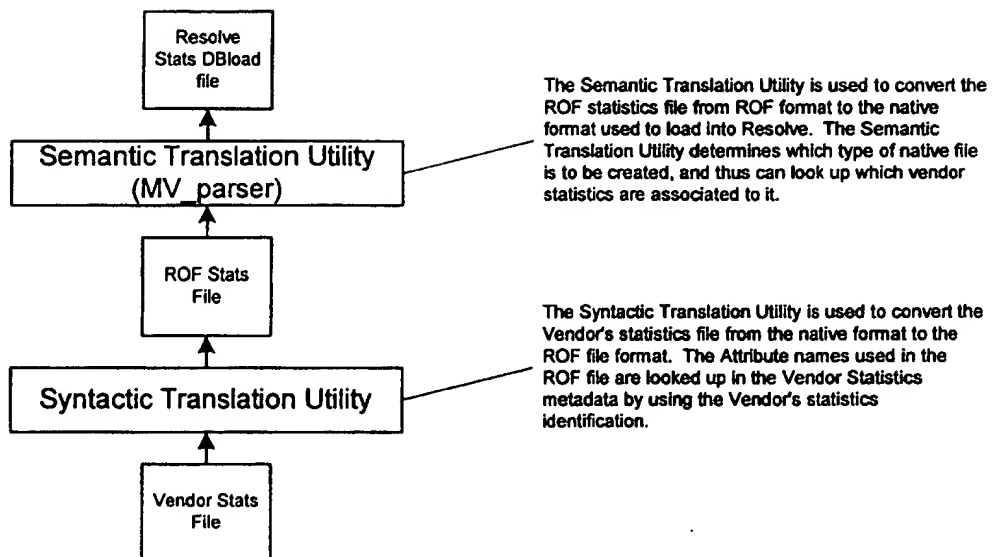 Resolve
Stats DBload
file
The Semantic Translation Utility is used to convert the
ROF statistics file from ROF format to the native
format used to load into Resolve. The Semantic
Translation Utility determines which type of native file
is to be created, and thus can look up which vendor
statistics are associated to it.
Semantic Translation Utility
(MV_parser)
ROF Stats
File
The Syntactic Translation Utility is used to convert the
Vendor's statistics file from the native format to the
ROF file format. The Attribute names used in the
ROF file are looked up in the Vendor Statistics
metadata by using the Vendor's statistics
identification.
Syntactic Translation Utility
Vendor Stats
File